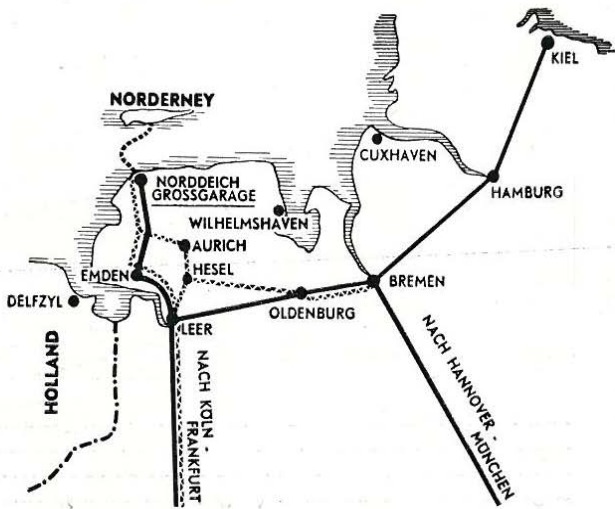 KIEL
NORDERNEY
CUXHAVEN
NORDDEICH
GROSSGARAGE
HAMBURG
WILHELMSHAVEN
AURICH
EMDEN
HESEL
BREMEN
DELFZYL
OLDENBURG
LEER
HOLLAND
NACH KÖLN -
FRANKFURT
NACH HANNOVER -
MÜNCHEN